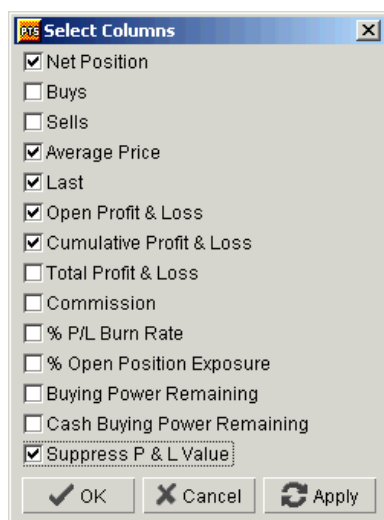 PTS Select Columns
Net Position
Buys
Sells
Average Price
Last
Open Profit & Loss
Cumulative Profit & Loss
Total Profit & Loss
Commission
% P/L Burn Rate
% Open Position Exposure
Buying Power Remaining
Cash Buying Power Remaining
Suppress P & L Value
OK Cancel Apply